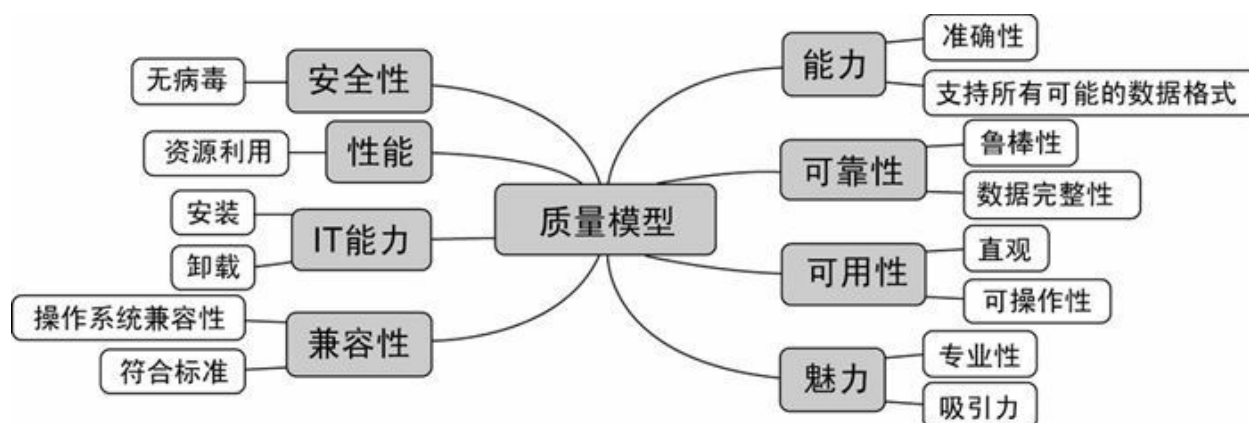 质量模型
安全性
无病毒
性能
资源利用
IT能力
安装
卸载
兼容性
操作系统兼容性
符合标准
能力
准确性
支持所有可能的数据格式
可靠性
鲁棒性
数据完整性
可用性
直观
可操作性
魅力
专业性
吸引力